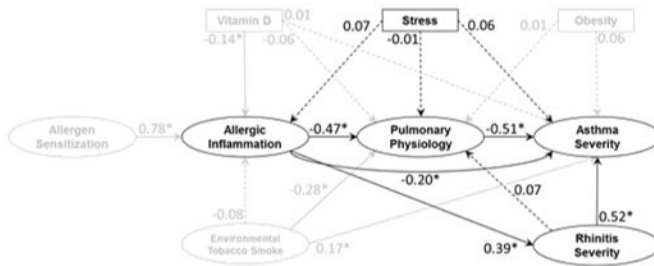 Vitamin D
0.01
Stress
0.01
Obesity
-0.14*
-0.06
0.07
-0.01
0.06
0.06
Allergen
Sensitization
0.78*
Allergic
Inflammation
-0.47*
Pulmonary
Physiology
-0.51*
Asthma
Severity
-0.20*
-0.08
-0.28*
0.07
0.52*
Environmental
Tobacco Smoke
0.17*
0.39*
Rhinitis
Severity